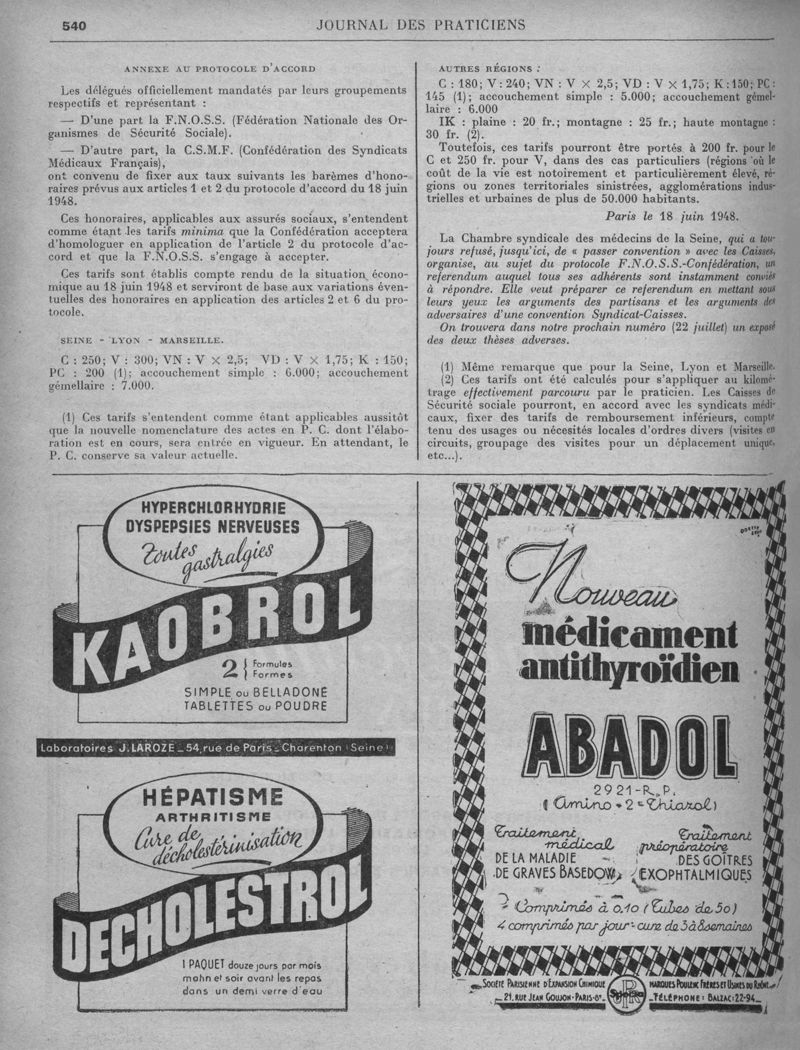 540
JOURNAL DES PRATICIENS
ANNEXE AU PROTOCOLE D'ACCORD
Les délégués officiellement mandatés par leurs groupements
respectifs et représentant :
— D'une part la F.N.O.S.S. (Fédération Nationale des Or-
ganismes de Sécurité Sociale).
— D'autre part, la C.S.M.F. (Confédération des Syndicats
Médicaux Français),
ont convenu de fixer aux taux suivants les barèmes d'hono-
raires prévus aux articles 1 et 2 du protocole d'accord du 18 juin
1948.
Ces honoraires, applicables aux assurés sociaux, s'entendent
comme étant les tarifs minima que la Confédération acceptera
d'homologuer en application de l'article 2 du protocole d'ac-
cord et que la F.N.O.S.S. s'engage à accepter.
Ces tarifs sont établis compte rendu de la situation écono-
mique au 18 juin 1948 et serviront de base aux variations éven-
tuelles des honoraires en application des articles 2 et 6 du pro-
tocole.
SEINE - LYON - MARSEILLE.
C : 250; V : 300; VN : V × 2,5; VD : V × 1,75; K : 150;
PC : 200 (1); accouchement simple : 6.000; accouchement
gémellaire : 7.000.
(1) Ces tarifs s'entendent comme étant applicables aussitôt
que la nouvelle nomenclature des actes en P. C. dont l'élabo-
ration est en cours, sera entrée en vigueur. En attendant, le
P. C. conserve sa valeur actuelle.
AUTRES RÉGIONS :
C : 180; V : 240; VN : V × 2,5; VD : V × 1,75; K : 150; PC :
145 (1); accouchement simple : 5.000; accouchement gémel-
laire : 6.000
IK : plaine : 20 fr.; montagne : 25 fr.; haute montagne :
30 fr. (2).
Toutefois, ces tarifs pourront être portés à 200 fr. pour le
C et 250 fr. pour V, dans des cas particuliers (régions où le
coût de la vie est notoirement et particulièrement élevé, ré-
gions ou zones territoriales sinistrées, agglomérations indus-
trielles et urbaines de plus de 50.000 habitants.
Paris le 18 juin 1948.
La Chambre syndicale des médecins de la Seine, qui a tou-
jours refusé, jusqu'ici, de « passer convention » avec les Caisses,
organise, au sujet du protocole F.N.O.S.S.-Confédération, un
referendum auquel tous ses adhérents sont instamment conviés
à répondre. Elle veut préparer ce referendum en mettant sous
leurs yeux les arguments des partisans et les arguments des
adversaires d'une convention Syndicat-Caisses.
On trouvera dans notre prochain numéro (22 juillet) un exposé
des deux thèses adverses.
(1) Même remarque que pour la Seine, Lyon et Marseille.
(2) Ces tarifs ont été calculés pour s'appliquer au kilomé-
trage effectivement parcouru par le praticien. Les Caisses de
Sécurité sociale pourront, en accord avec les syndicats médi-
caux, fixer des tarifs de remboursement inférieurs, compte
tenu des usages ou nécesités locales d'ordres divers (visites en
circuits, groupage des visites pour un déplacement unique,
etc...).
HYPERCHLORHYDRIE
DYSPEPSIES NERVEUSES
Toutes
gastralgies
KAOBROL
2 Formules
Formes
SIMPLE ou BELLADONÉ
TABLETTES ou POUDRE
Laboratoires J. LAROZE _ 54, rue de Paris _ Charenton (Seine)
HÉPATISME
ARTHRITISME
Cure de
décholestérinisation
DECHOLESTROL
1 PAQUET douze jours par mois
matin et soir avant les repas
dans un demi verre d'eau
Nouveau
médicament
antithyroïdien
ABADOL
2921-R.P.
(Amino-2-Thiazol)
Traitement
médical
DE LA MALADIE
DE GRAVES BASEDOW
Traitement
préopératoire
DES GOÎTRES
EXOPHTALMIQUES
Comprimés à 0,10 (Tubes de 50)
4 comprimés par jour - cure de 3 à 8 semaines
SOCIÉTÉ PARISIENNE D'EXPANSION CHIMIQUE
21, RUE JEAN GOUJON - PARIS-8e
MARQUES POULENC FRÈRES ET USINES DU RHÔNE
TÉLÉPHONE : BALZAC : 22-94